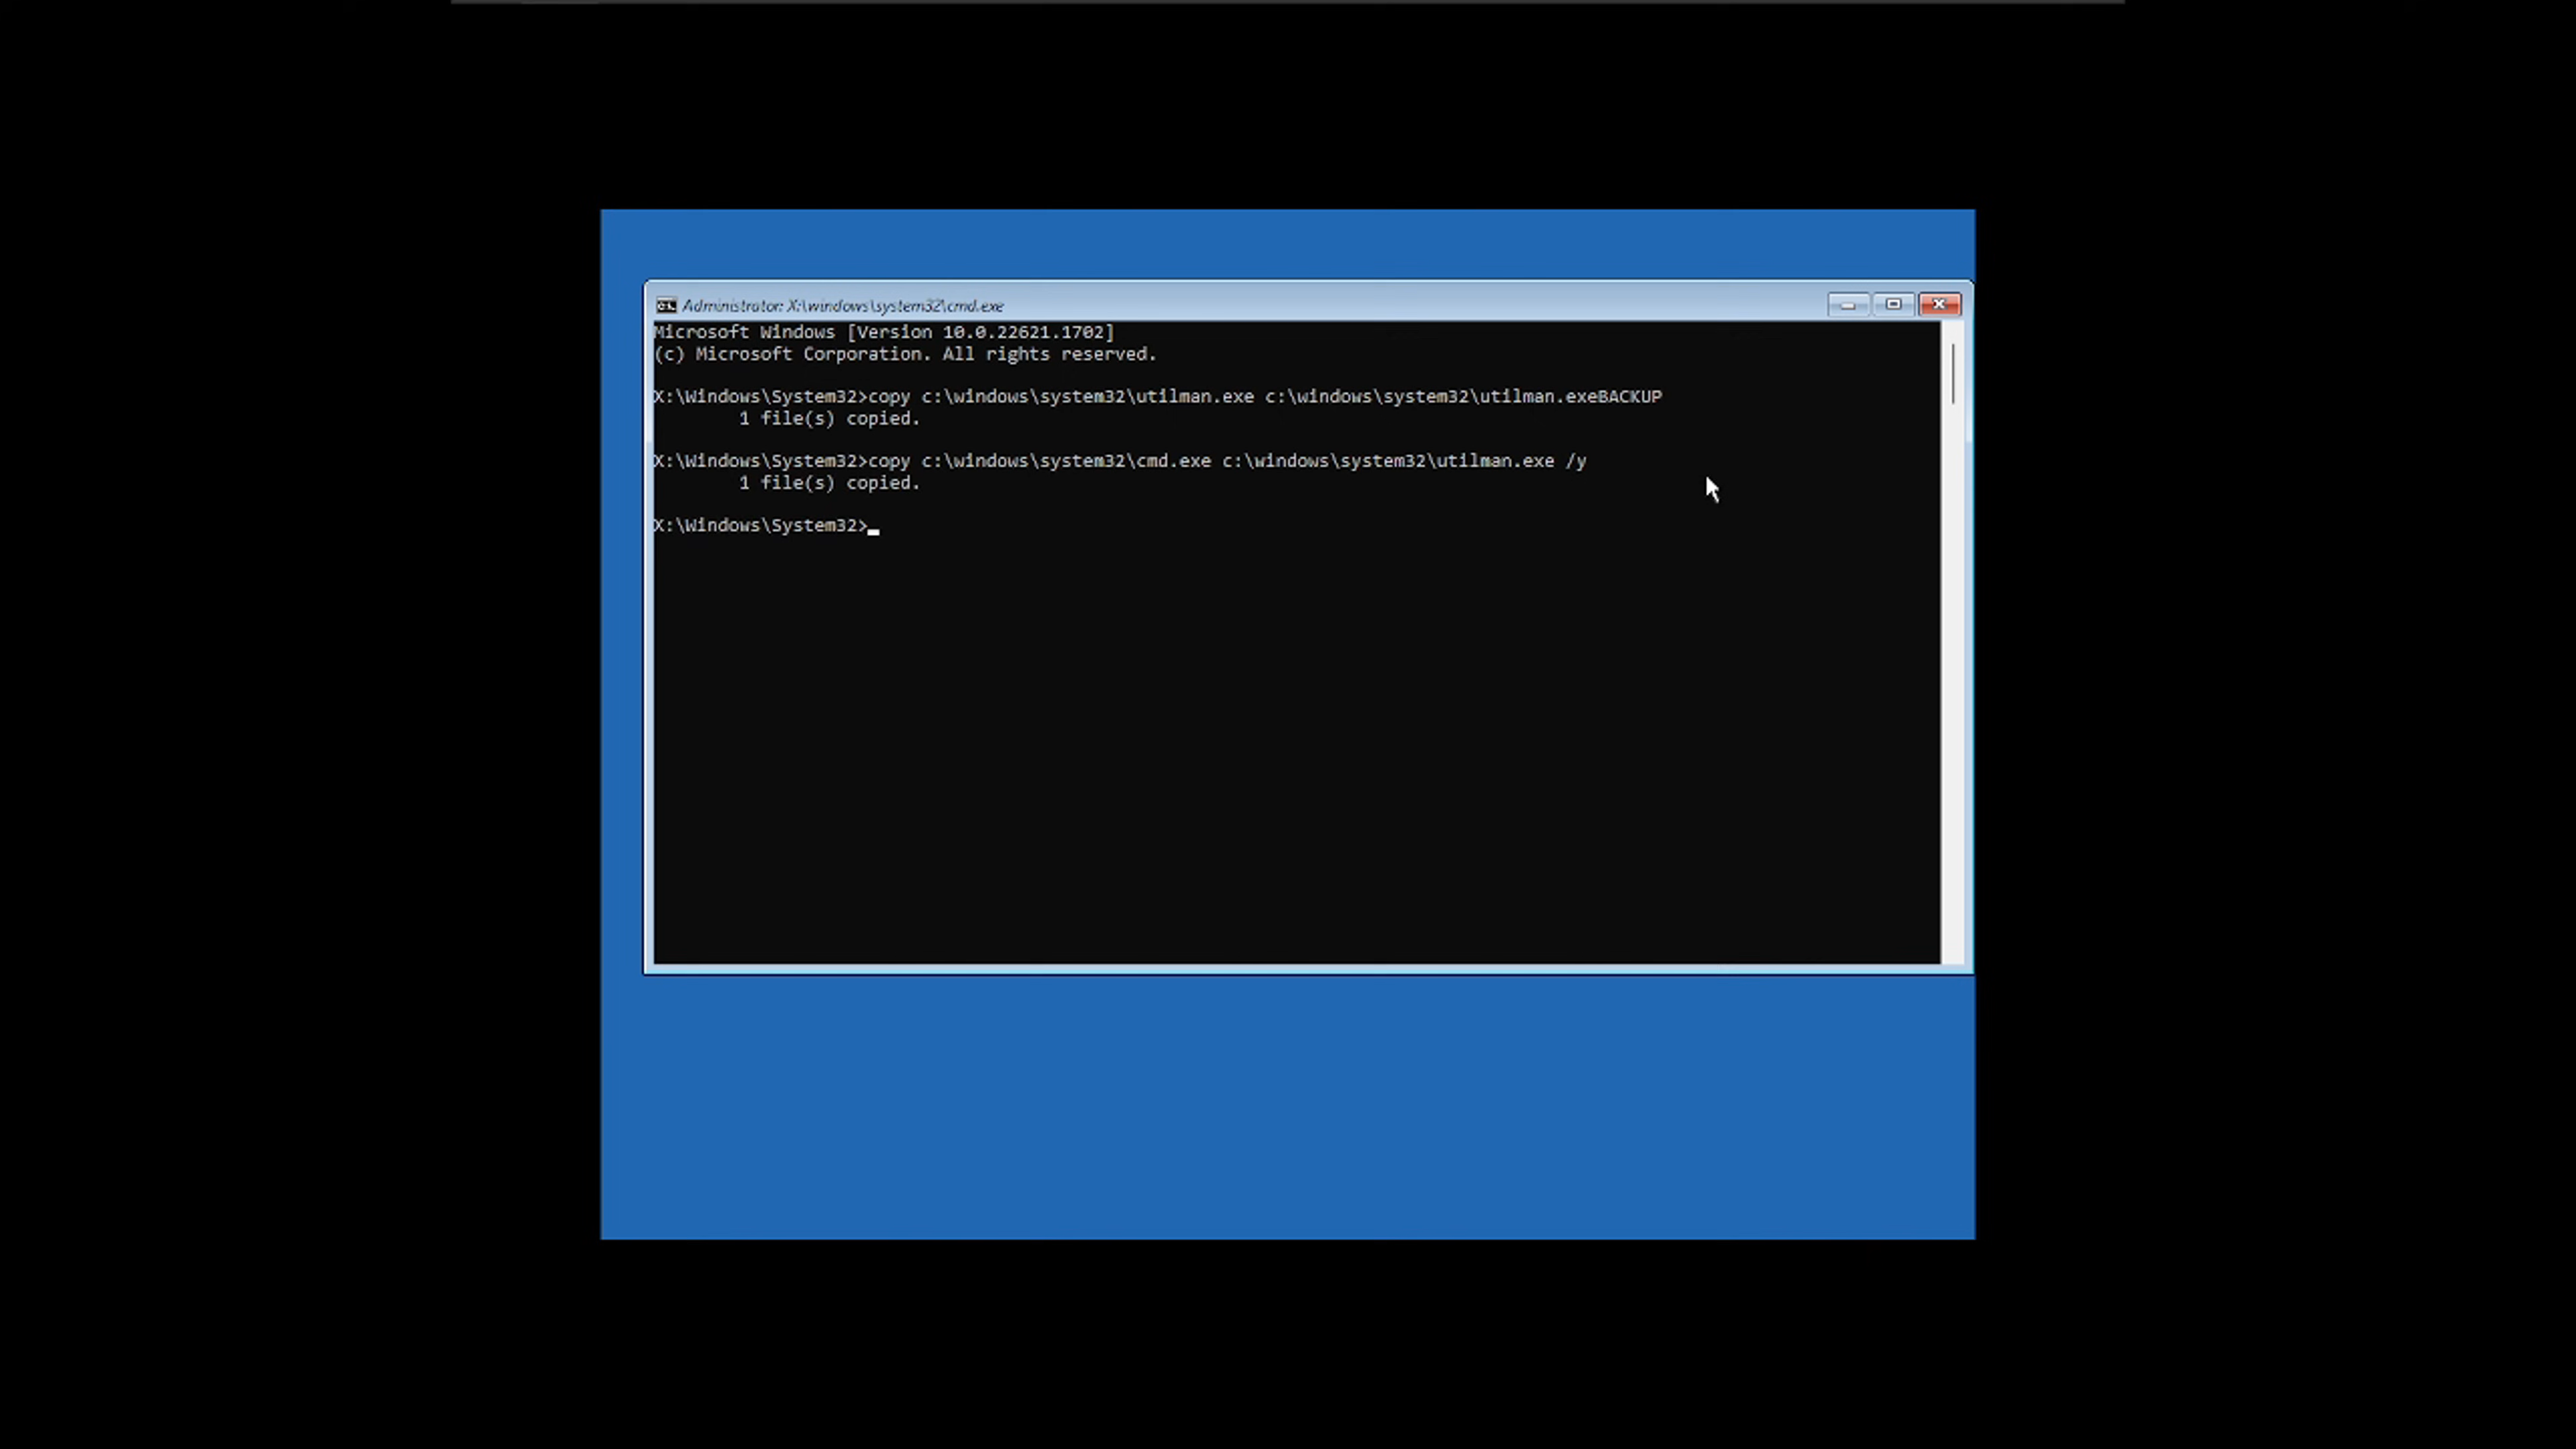 Administrator: X:\windows\system32\cmd.exe
Microsoft Windows [Version 10.0.22621.1702]
(c) Microsoft Corporation. All rights reserved.
X:\Windows\System32>copy c:\windows\system32\utilman.exe c:\windows\system32\utilman.exeBACKUP
1 file(s) copied.
X:\Windows\System32>copy c:\windows\system32\cmd.exe c:\windows\system32\utilman.exe /y
1 file(s) copied.
X:\Windows\System32>